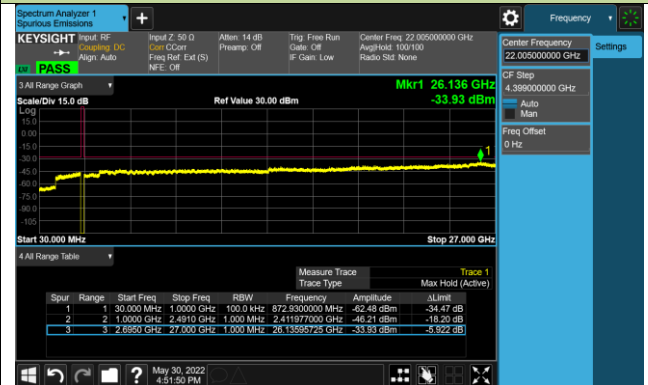 Spectrum Analyzer 1
Spurious Emissions
Frequency
KEYSIGHT
Input: RF
Coupling: DC
Align: Auto
Input Z: 50 Ω
Corr CCorr
Freq Ref: Ext (S)
NFE: Off
Atten: 14 dB
Preamp: Off
Trig: Free Run
Gate: Off
IF Gain: Low
Center Freq: 22.005000000 GHz
Avg|Hold: 100/100
Radio Std: None
PASS
Center Frequency
22.005000000 GHz
Settings
CF Step
4.399000000 GHz
Auto
Man
Freq Offset
0 Hz
3 All Range Graph
Mkr1 26.136 GHz
Scale/Div 15.0 dB
Ref Value 30.00 dBm
-33.93 dBm
Log
15.0
0.00
-15.0
-30.0
-45.0
-60.0
-75.0
-90.0
-105
1
Start 30.000 MHz
Stop 27.000 GHz
4 All Range Table
Measure Trace Trace 1
Trace Type Max Hold (Active)
Spur Range Start Freq Stop Freq RBW Frequency Amplitude ΔLimit
1 1 30.000 MHz 1.0000 GHz 100.0 kHz 872.9300000 MHz -62.48 dBm -34.47 dB
2 2 1.0000 GHz 2.4910 GHz 1.000 MHz 2.411977000 GHz -46.21 dBm -18.20 dB
3 3 2.6950 GHz 27.000 GHz 1.000 MHz 26.13595725 GHz -33.93 dBm -5.922 dB
May 30, 2022
4:51:50 PM